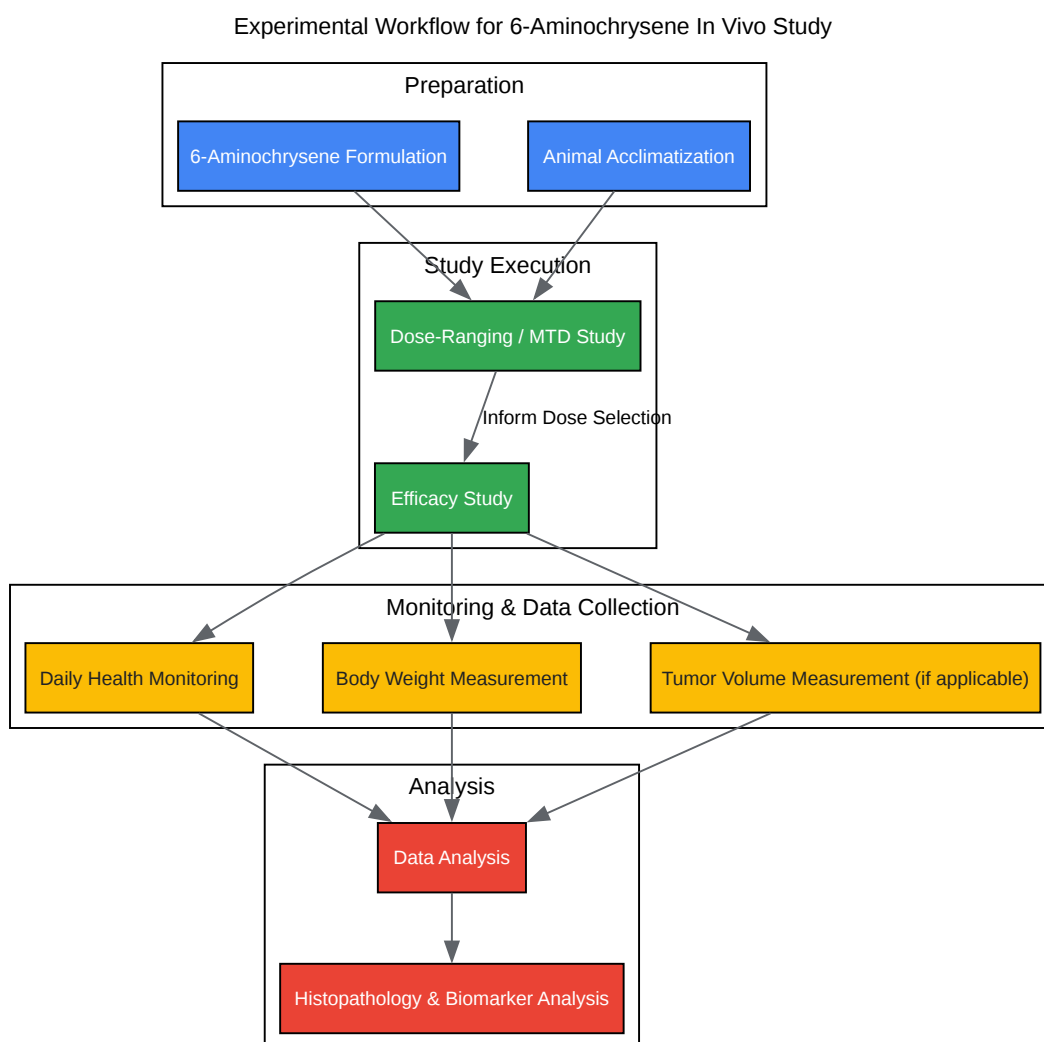 Experimental Workflow for 6-Aminochrysene In Vivo Study
Preparation
6-Aminochrysene Formulation
Animal Acclimatization
Study Execution
Dose-Ranging / MTD Study
Inform Dose Selection
Efficacy Study
Monitoring & Data Collection
Daily Health Monitoring
Body Weight Measurement
Tumor Volume Measurement (if applicable)
Analysis
Data Analysis
Histopathology & Biomarker Analysis